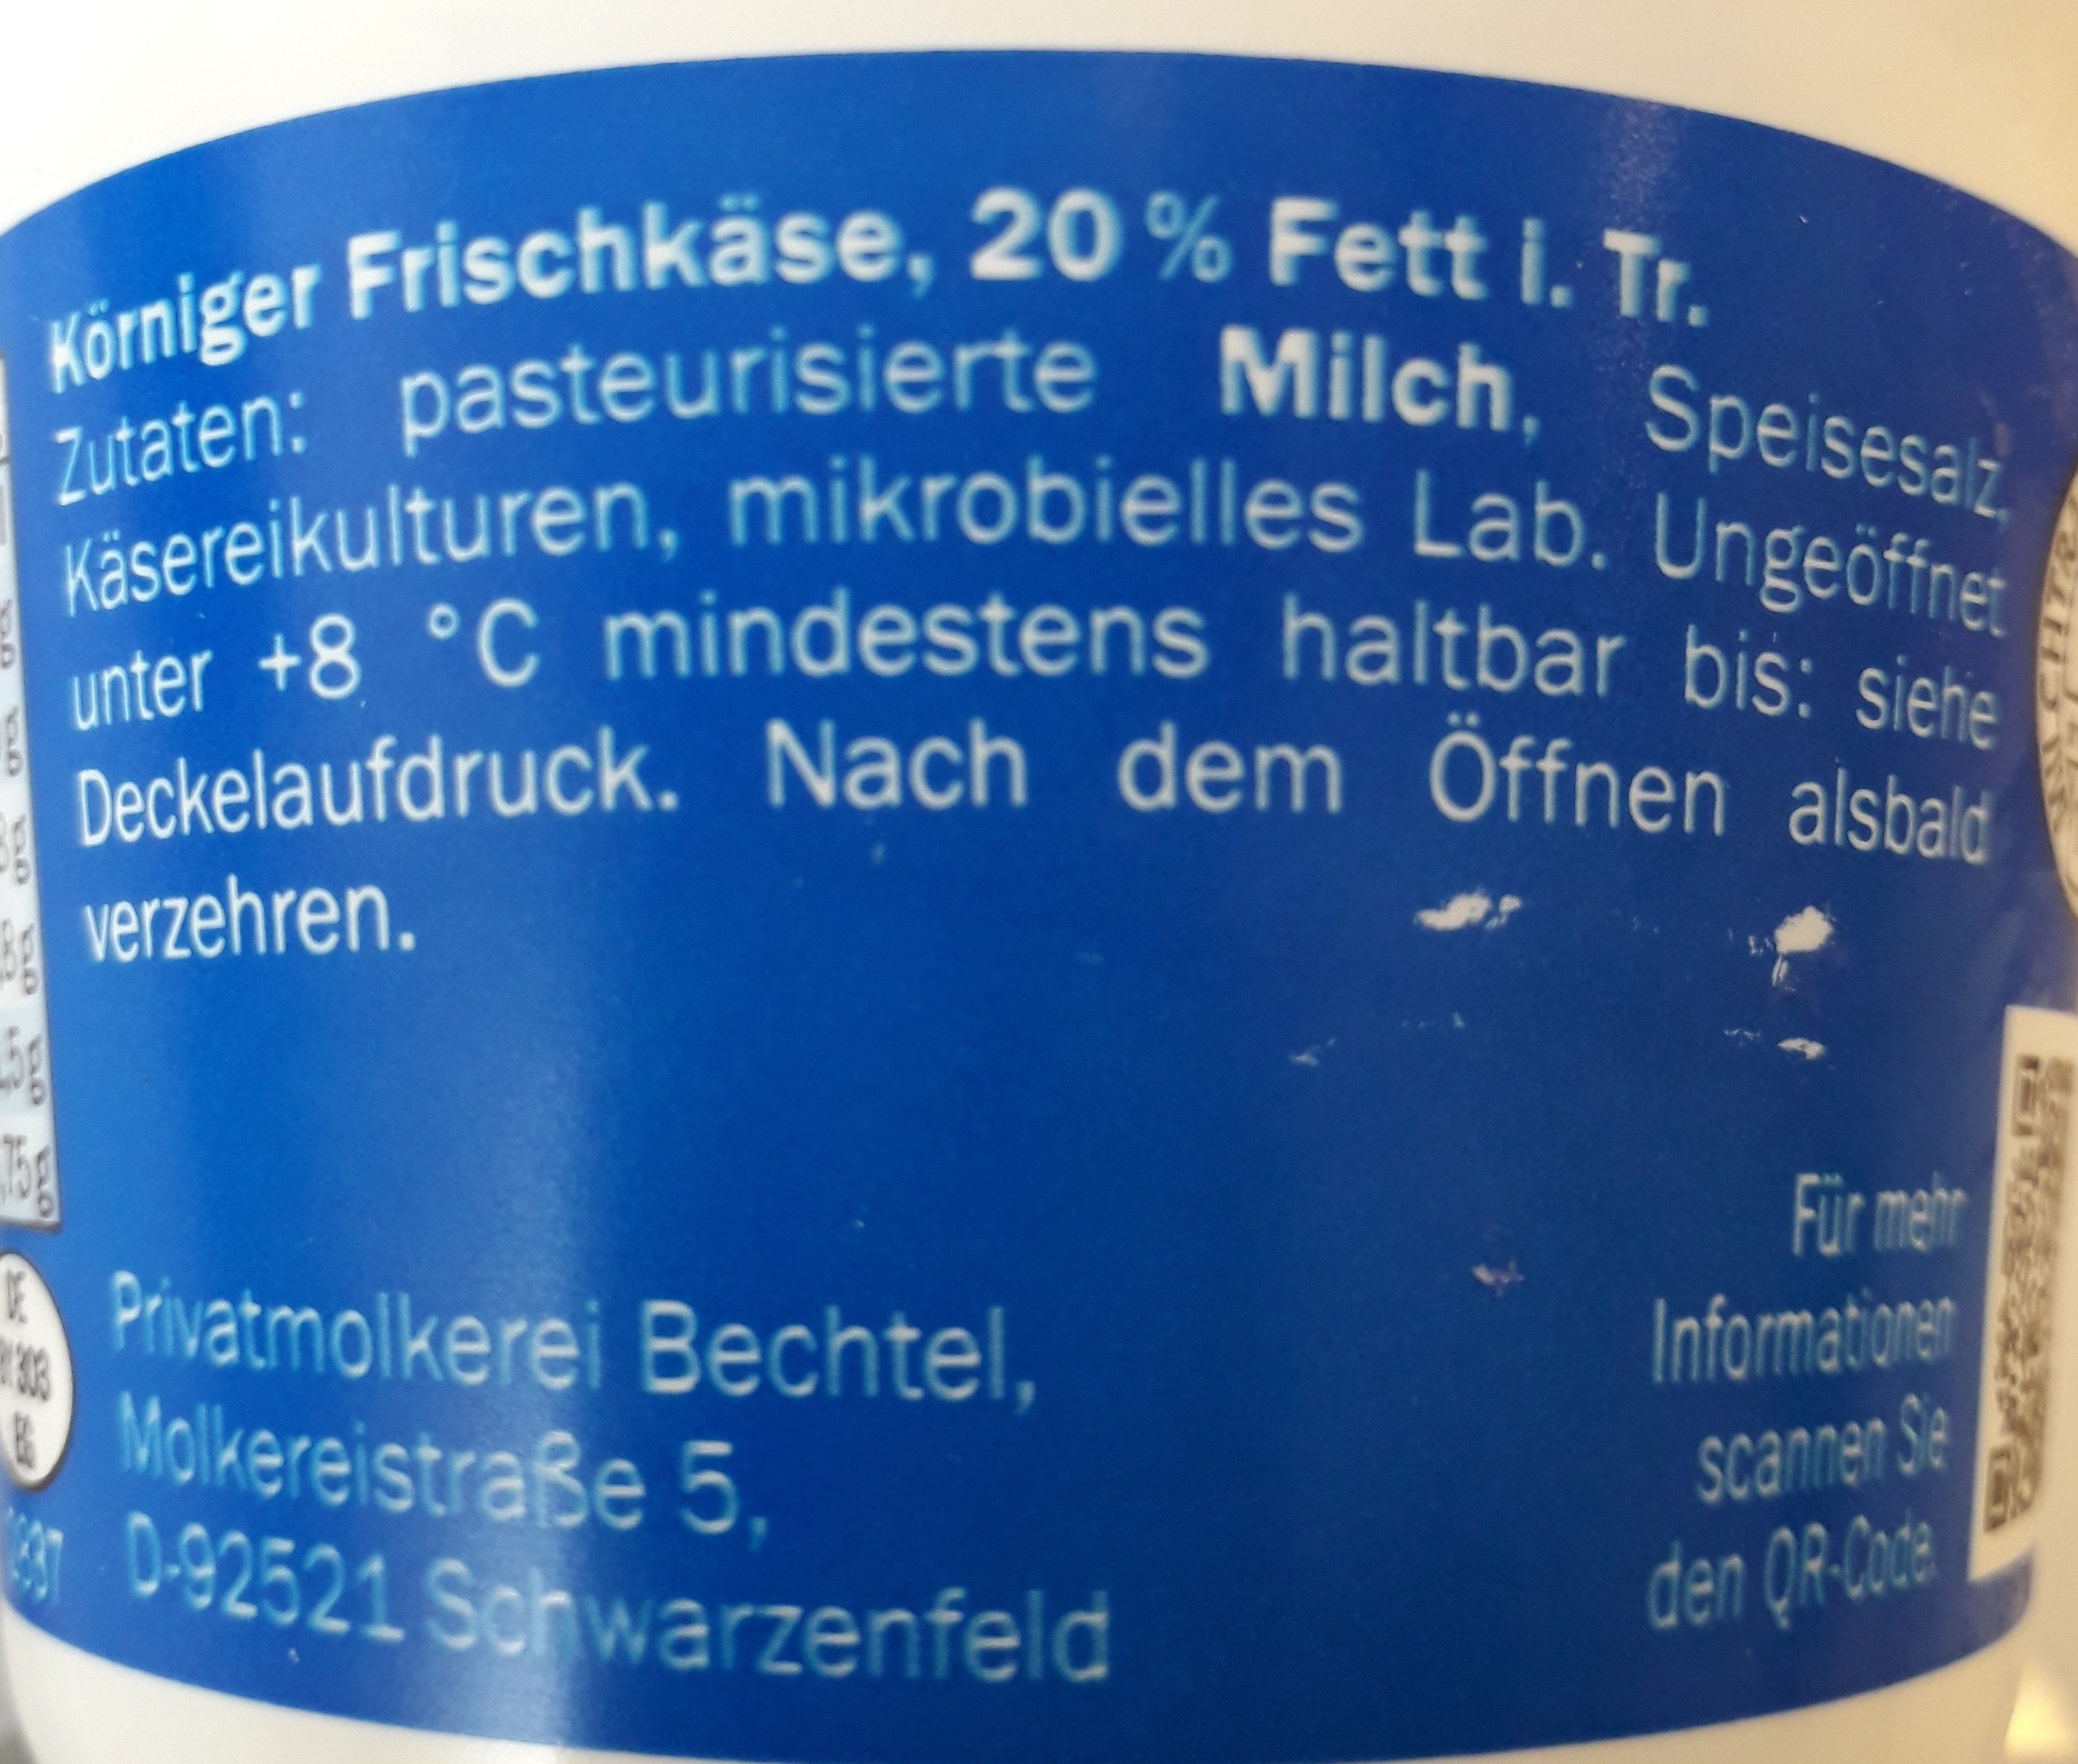 Körniger Frischkäse, 20 % Fett i. Tr.
Zutaten: pasteurisierte Milch, Speisesalz,
Käsereikulturen, mikrobielles Lab. Ungeöffnet
unter +8 °C mindestens haltbar bis: siehe
Deckelaufdruck. Nach dem Öffnen alsbald
verzehren.
Privatmolkerei Bechtel,
Molkereistraße 5,
D-92521 Schwarzenfeld
Für mehr
Informationen
scannen Sie
den QR-Code.
DE
EG